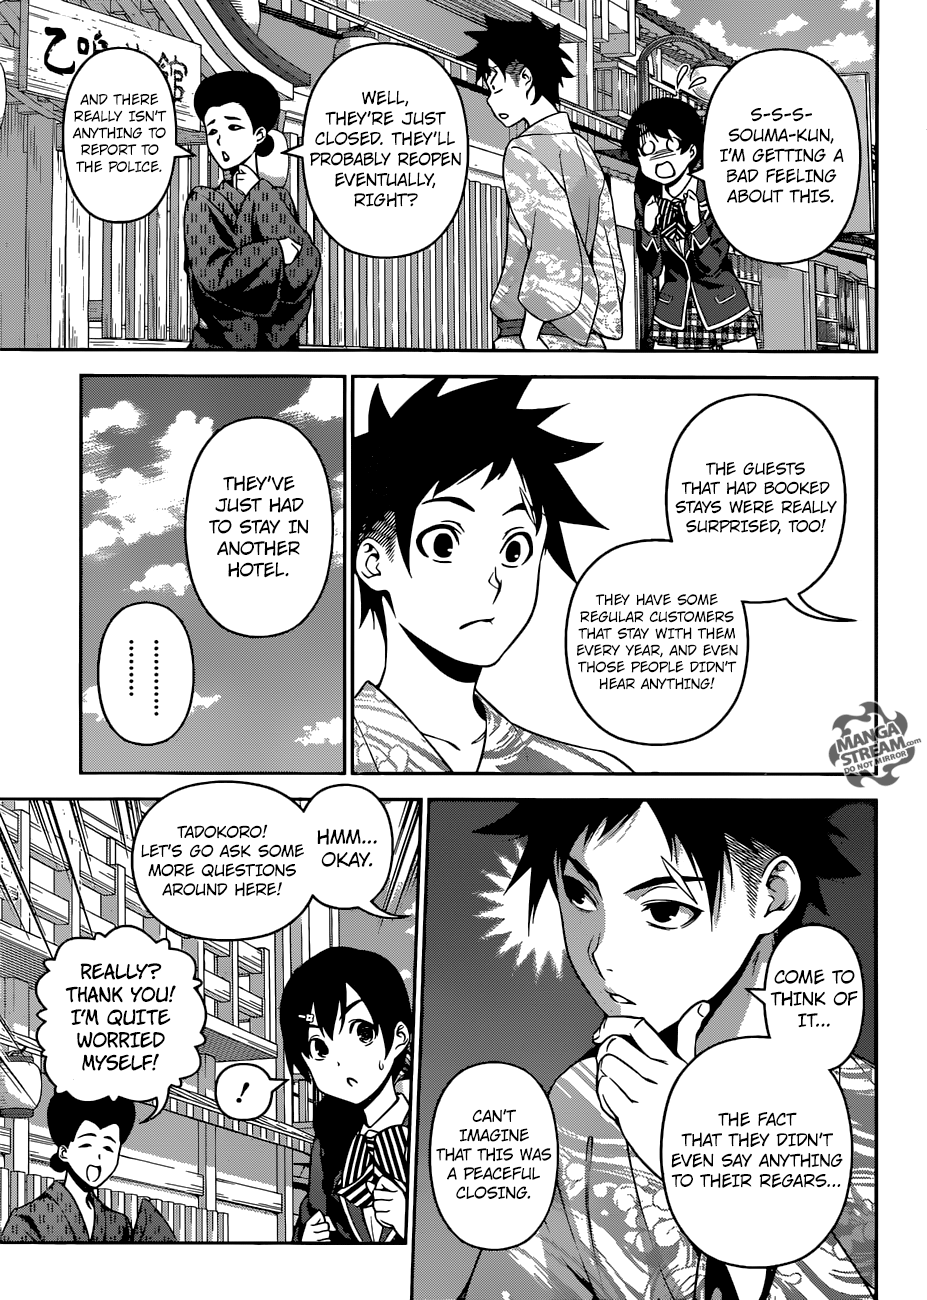 S-S-S-
SOUMA-KUN,
I'M GETTING A
BAD FEELING
ABOUT THIS.
WELL,
THEY'RE JUST
CLOSED. THEY'LL
PROBABLY REOPEN
EVENTUALLY,
RIGHT?
AND THERE
REALLY ISN'T
ANYTHING TO
REPORT TO
THE POLICE.
THE GUESTS
THAT HAD BOOKED
STAYS WERE REALLY
SURPRISED, TOO!
THEY HAVE SOME
REGULAR CUSTOMERS
THAT STAY WITH THEM
EVERY YEAR, AND EVEN
THOSE PEOPLE DIDN'T
HEAR ANYTHING!
THEY'VE
JUST HAD
TO STAY IN
ANOTHER
HOTEL.
MANGA
STREAM.com
DO NOT MIRROR
COME TO
THINK OF
IT...
THE FACT
THAT THEY DIDN'T
EVEN SAY ANYTHING
TO THEIR REGARS...
CAN'T
IMAGINE
THAT THIS WAS
A PEACEFUL
CLOSING.
HMM...
OKAY.
TADOKORO!
LET'S GO ASK SOME
MORE QUESTIONS
AROUND HERE!
!
REALLY?
THANK YOU!
I'M QUITE
WORRIED
MYSELF!